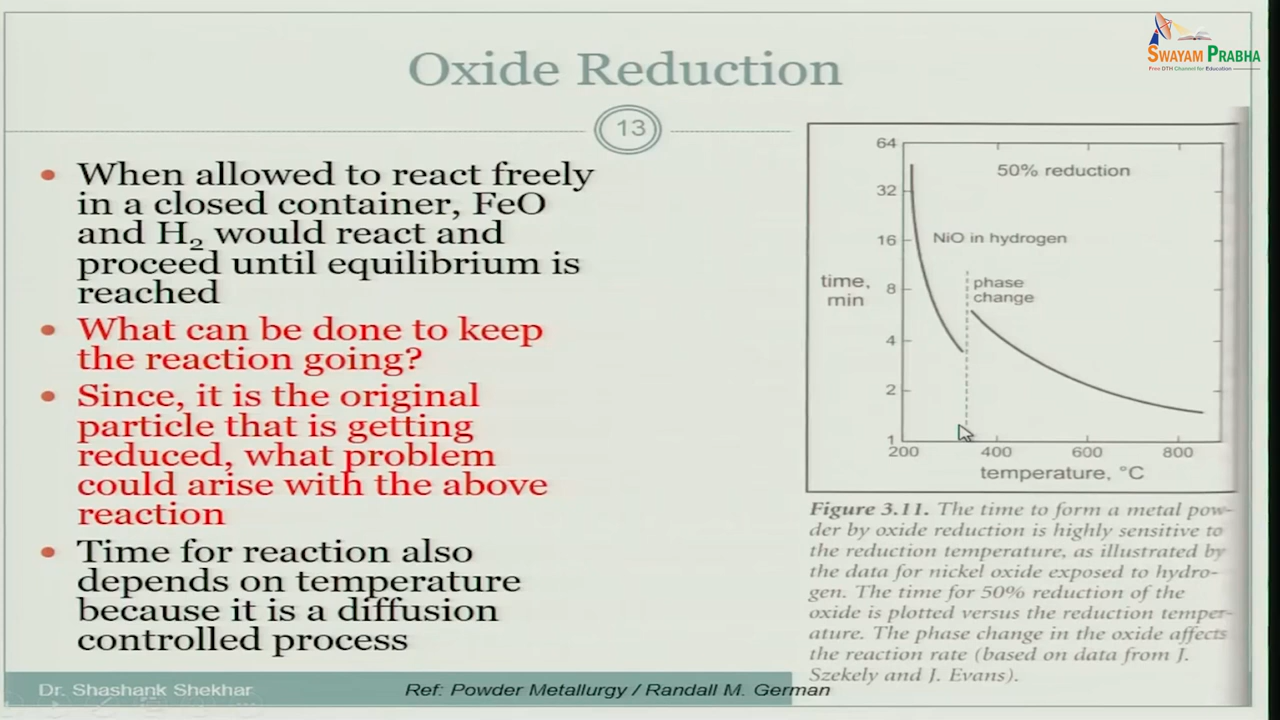 SWAYAM PRABHA
Free DTH Channel for Education
Oxide Reduction
13
• When allowed to react freely
in a closed container, FeO
and H₂ would react and
proceed until equilibrium is
reached
• What can be done to keep
the reaction going?
• Since, it is the original
particle that is getting
reduced, what problem
could arise with the above
reaction
• Time for reaction also
depends on temperature
because it is a diffusion
controlled process
64
32
16
8
4
2
1
time,
min
50% reduction
NiO in hydrogen
phase
change
200 400 600 800
temperature, °C
Figure 3.11. The time to form a metal pow-
der by oxide reduction is highly sensitive to
the reduction temperature, as illustrated by
the data for nickel oxide exposed to hydro-
gen. The time for 50% reduction of the
oxide is plotted versus the reduction temper-
ature. The phase change in the oxide affects
the reaction rate (based on data from J.
Szekely and J. Evans).
Dr. Shashank Shekhar
Ref: Powder Metallurgy / Randall M. German